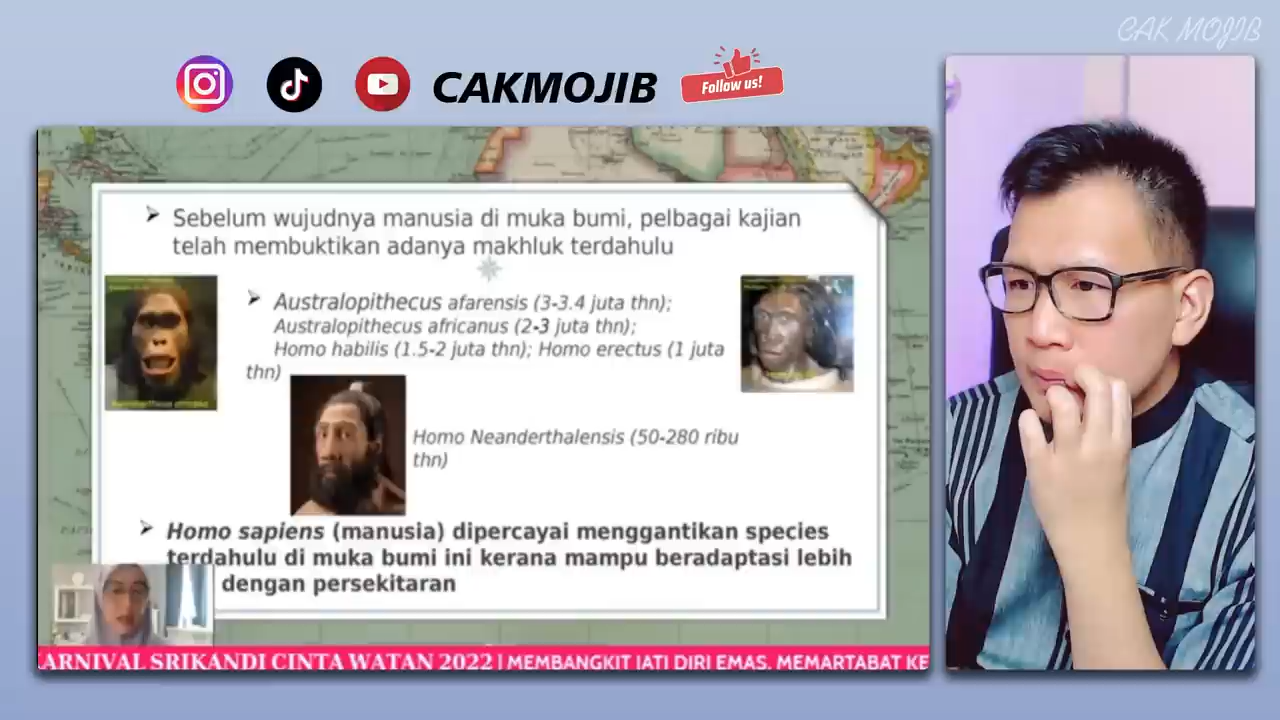 CAK MOJIB
CAKMOJIB
Follow us!
➢ Sebelum wujudnya manusia di muka bumi, pelbagai kajian
telah membuktikan adanya makhluk terdahulu
➢ Australopithecus afarensis (3-3.4 juta thn);
Australopithecus africanus (2-3 juta thn);
Homo habilis (1.5-2 juta thn); Homo erectus (1 juta
thn)
Homo Neanderthalensis (50-280 ribu
thn)
➢ Homo sapiens (manusia) dipercayai menggantikan species
terdahulu di muka bumi ini kerana mampu beradaptasi lebih
dengan persekitaran
ARNIVAL SRIKANDI CINTA WATAN 2022 | MEMBANGKIT JATI DIRI EMAS, MEMARTABAT KE